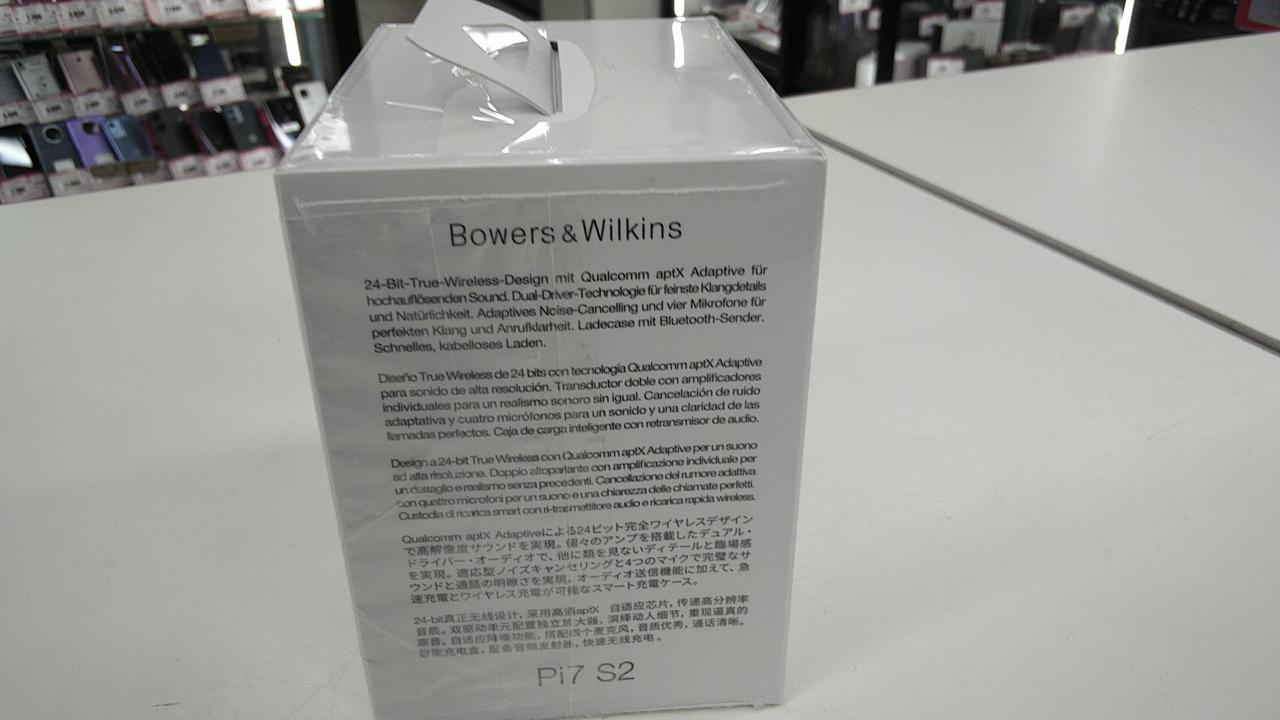 Bowers & Wilkins
24-Bit-True-Wireless-Design mit Qualcomm aptX Adaptive für
hochauflösenden Sound. Dual-Driver-Technologie für feinste Klangdetails
und Natürlichkeit. Adaptives Noise-Cancelling und vier Mikrofone für
perfekten Klang und Anrufklarheit. Ladecase mit Bluetooth-Sender.
Schnelles, kabelloses Laden.
Diseño True Wireless de 24 bits con tecnología Qualcomm aptX Adaptive
para sonido de alta resolución. Transductor doble con amplificadores
individuales para un realismo sonoro sin igual. Cancelación de ruido
adaptativa y cuatro micrófonos para un sonido y una claridad de las
llamadas perfectos. Caja de carga inteligente con retransmisor de audio.
Design a 24-bit True Wireless con Qualcomm aptX Adaptive per un suono
ad alta risoluzione. Doppio altoparlante con amplificazione individuale per
un dettaglio e realismo senza precedenti. Cancellazione del rumore adattiva
con quattro microfoni per un suono e una chiarezza delle chiamate perfetti.
Custodia di ricarica smart con ri-trasmettitore audio e ricarica rapida wireless.
Qualcomm aptX Adaptiveによる24ビット完全ワイヤレスデザイン
で高解像度サウンドを実現。個々のアンプを搭載したデュアル・
ドライバー・オーディオで、他に類を見ないディテールと臨場感
を実現。適応型ノイズキャンセリングと4つのマイクで完璧なサ
ウンドと通話の明瞭さを実現。オーディオ送信機能に加えて、急
速充電とワイヤレス充電が可能なスマート充電ケース。
24-bit真正无线设计，采用高通aptX 自适应芯片，传递高分辨率
音质。双驱动单元配置独立放大器，演绎动人细节，重现逼真的
原音。自适应降噪功能，搭配四个麦克风，音质优秀，通话清晰。
智能充电盒，配备音频发射器，快速无线充电。
Pi7 S2